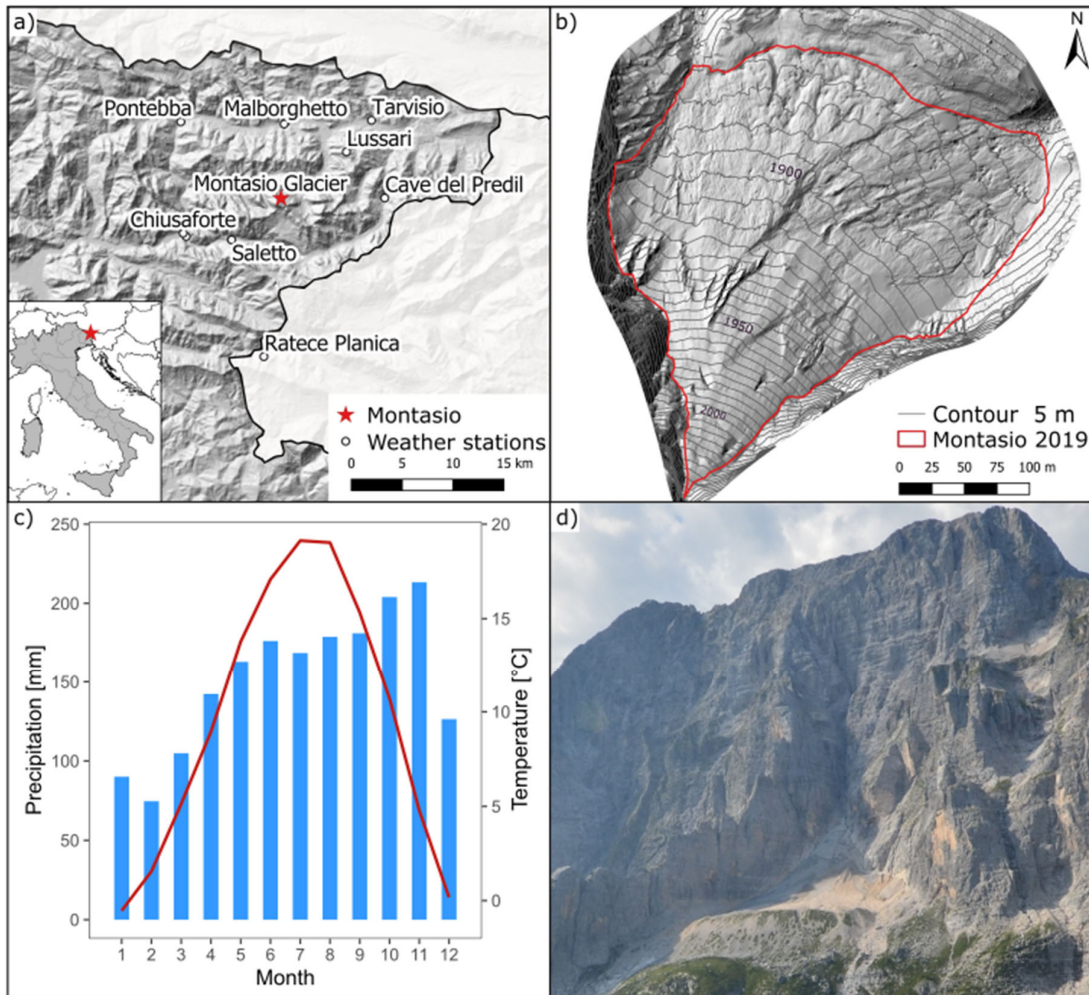 a)
Pontebba
Malborghetto
Tarvisio
Lussari
Montasio Glacier
Cave del Predil
Chiusaforte
Saletto
Ratece Planica
Montasio
Weather stations
0 5 10 15 km
b)
N
1900
1950
2000
Contour 5 m
Montasio 2019
0 25 50 75 100 m
c)
250
200
150
100
50
0
Precipitation [mm]
20
15
10
5
0
Temperature [°C]
1 2 3 4 5 6 7 8 9 10 11 12
Month
d)